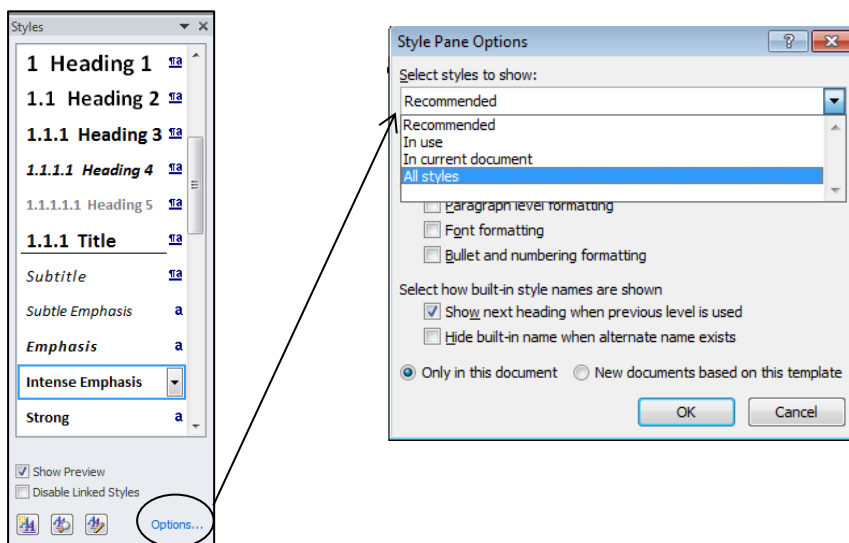 Styles
1 Heading 1 ¶a
1.1 Heading 2 ¶a
1.1.1 Heading 3 ¶a
1.1.1.1 Heading 4 ¶a
1.1.1.1.1 Heading 5 ¶a
1.1.1 Title ¶a
Subtitle ¶a
Subtle Emphasis a
Emphasis a
Intense Emphasis
Strong a
Show Preview
Disable Linked Styles
Options...
Style Pane Options
Select styles to show:
Recommended
Recommended
In use
In current document
All styles
Paragraph level formatting
Font formatting
Bullet and numbering formatting
Select how built-in style names are shown
Show next heading when previous level is used
Hide built-in name when alternate name exists
Only in this document New documents based on this template
OK Cancel